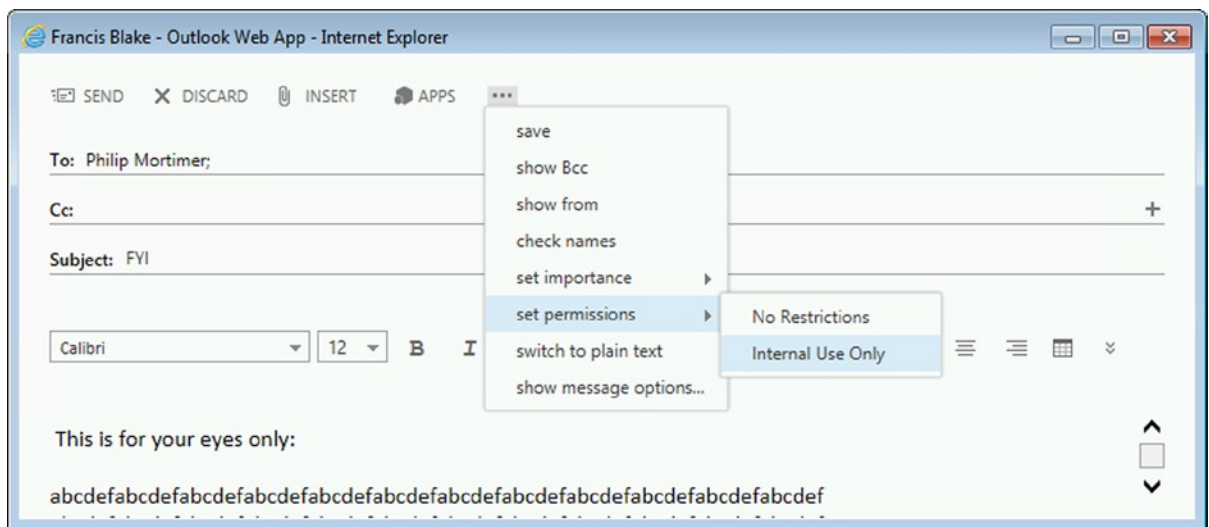 Francis Blake - Outlook Web App - Internet Explorer
SEND DISCARD INSERT APPS •••
save
To: Philip Mortimer;
show Bcc
Cc:
show from
+
check names
Subject: FYI
set importance
set permissions
No Restrictions
Calibri 12 B I
switch to plain text
Internal Use Only
show message options...
This is for your eyes only:
abcdefabcdefabcdefabcdefabcdefabcdefabcdefabcdefabcdefabcdefabcdef